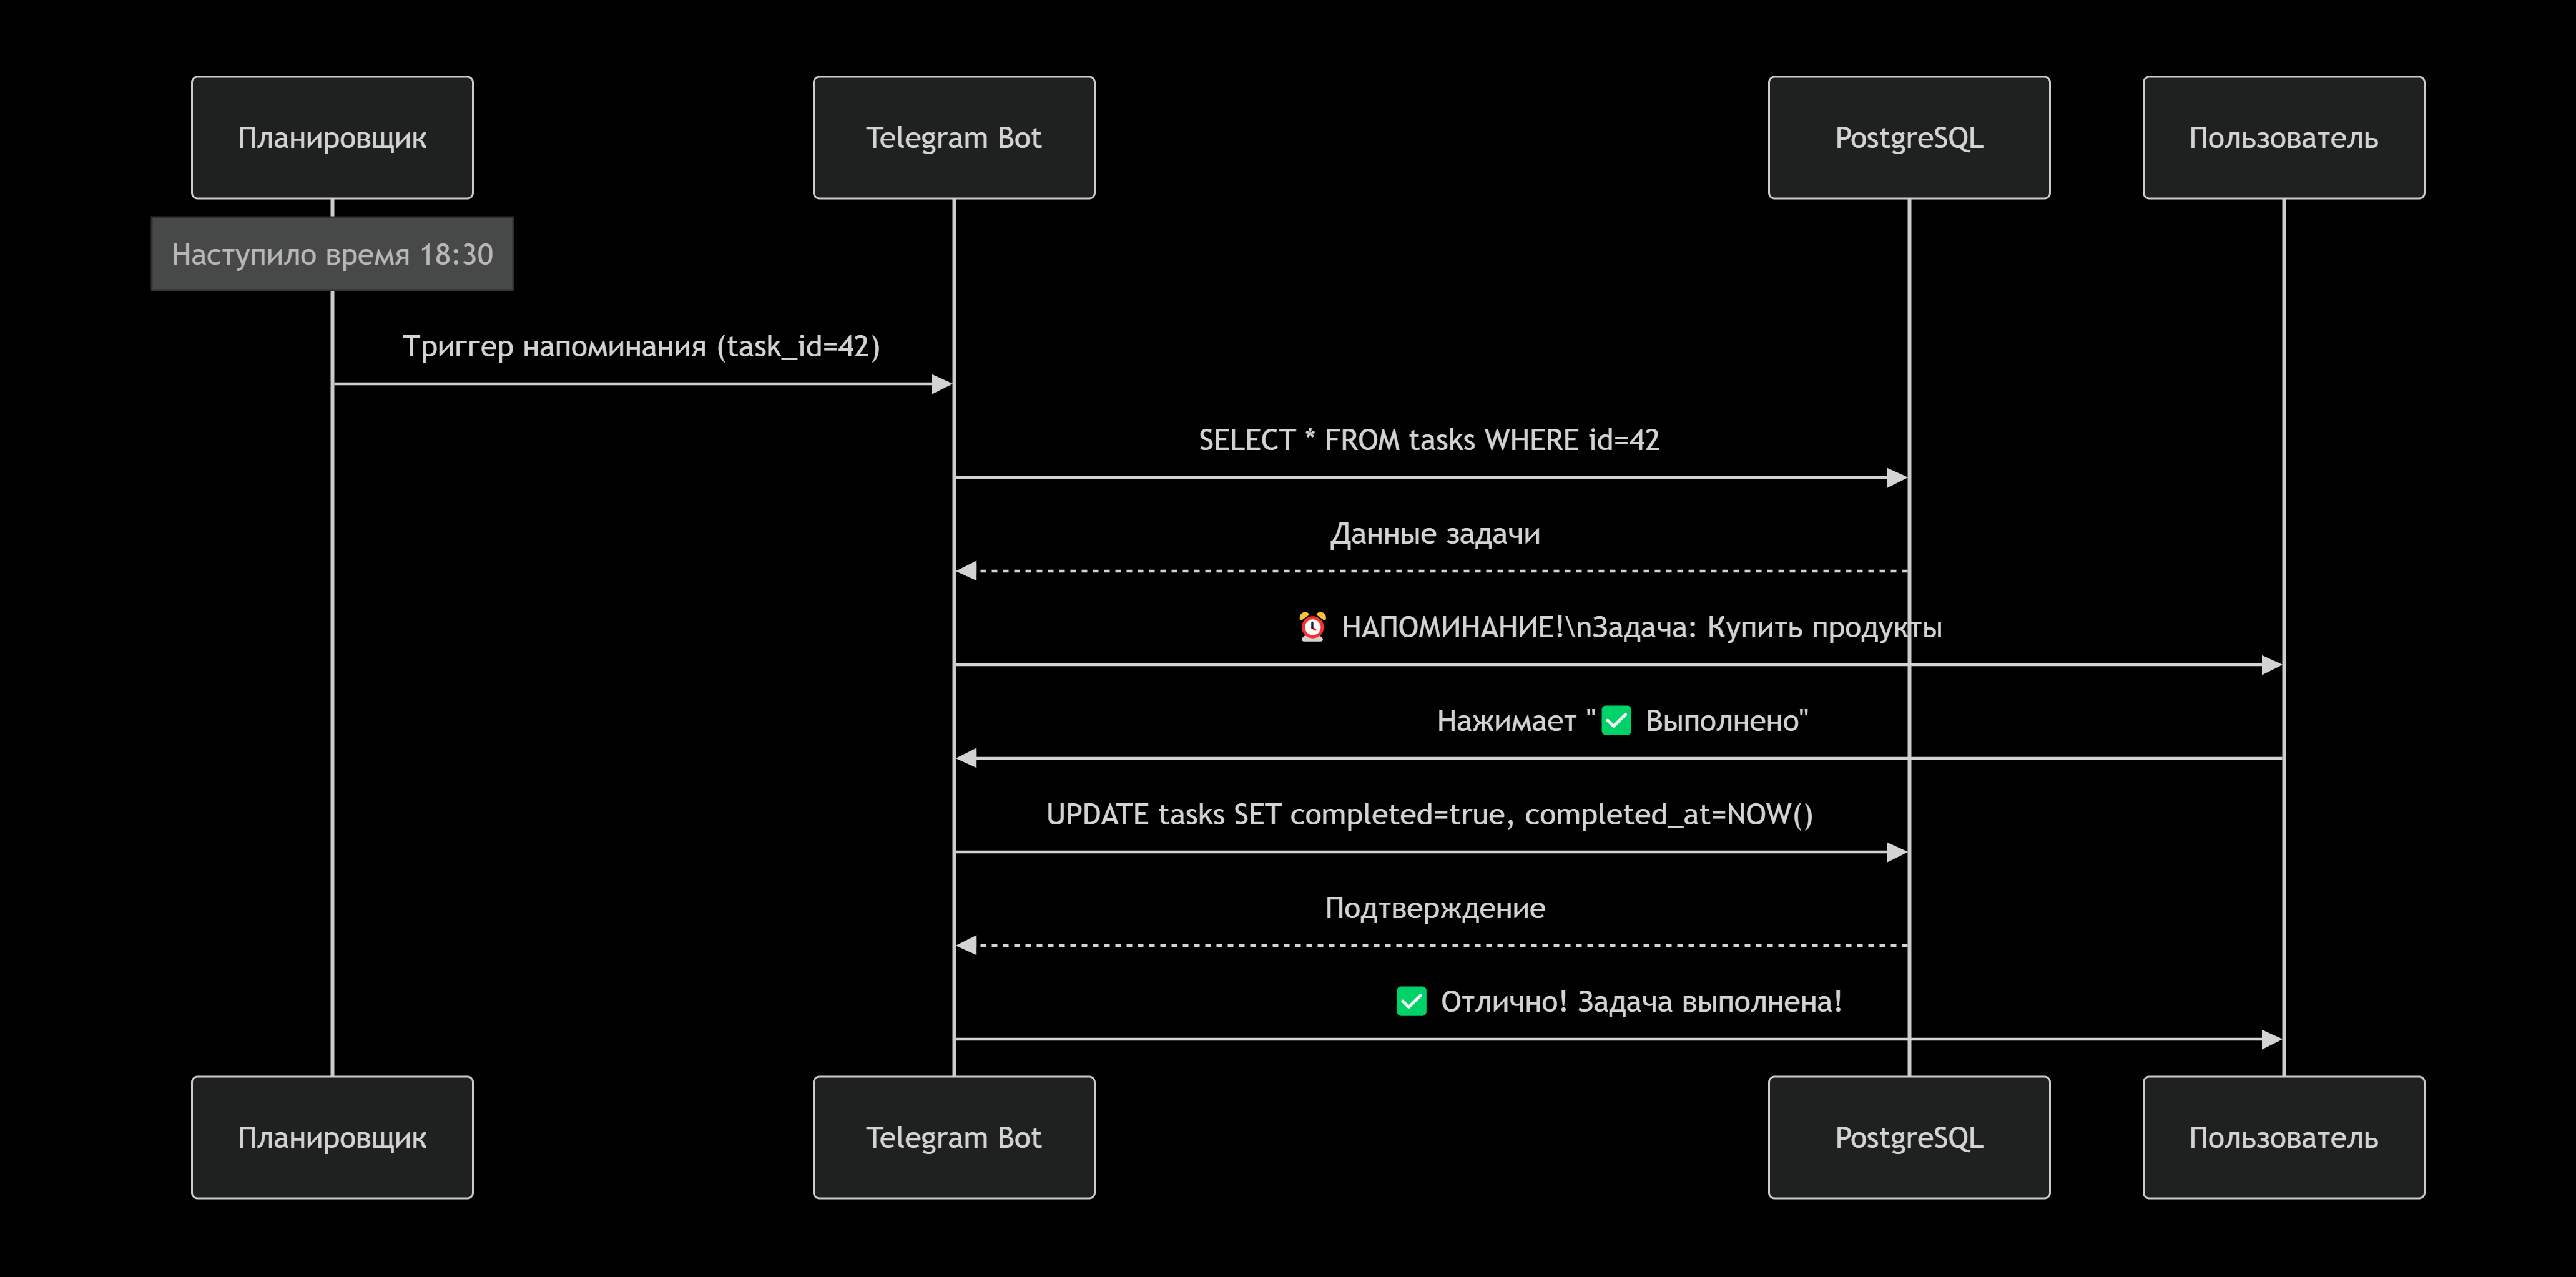 Планировщик
Telegram Bot
PostgreSQL
Пользователь
Наступило время 18:30
Триггер напоминания (task_id=42)
SELECT * FROM tasks WHERE id=42
Данные задачи
⏰ НАПОМИНАНИЕ!\nЗадача: Купить продукты
Нажимает "✅ Выполнено"
UPDATE tasks SET completed=true, completed_at=NOW()
Подтверждение
✅ Отлично! Задача выполнена!
Планировщик
Telegram Bot
PostgreSQL
Пользователь